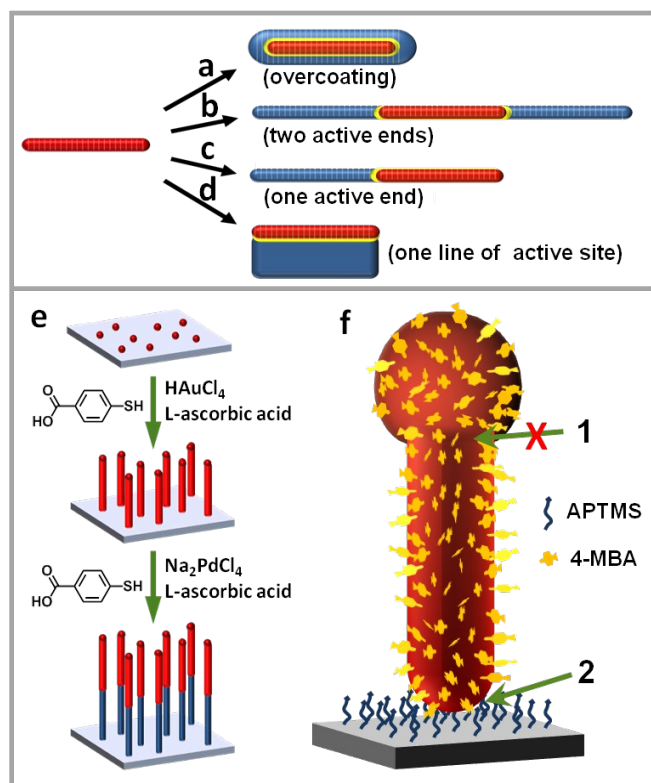 a
(overcoating)
b
(two active ends)
c
(one active end)
d
(one line of active site)
e
HAuCl4
L-ascorbic acid
O
HO
SH
Na2PdCl4
L-ascorbic acid
O
HO
SH
f
X
1
APTMS
4-MBA
2